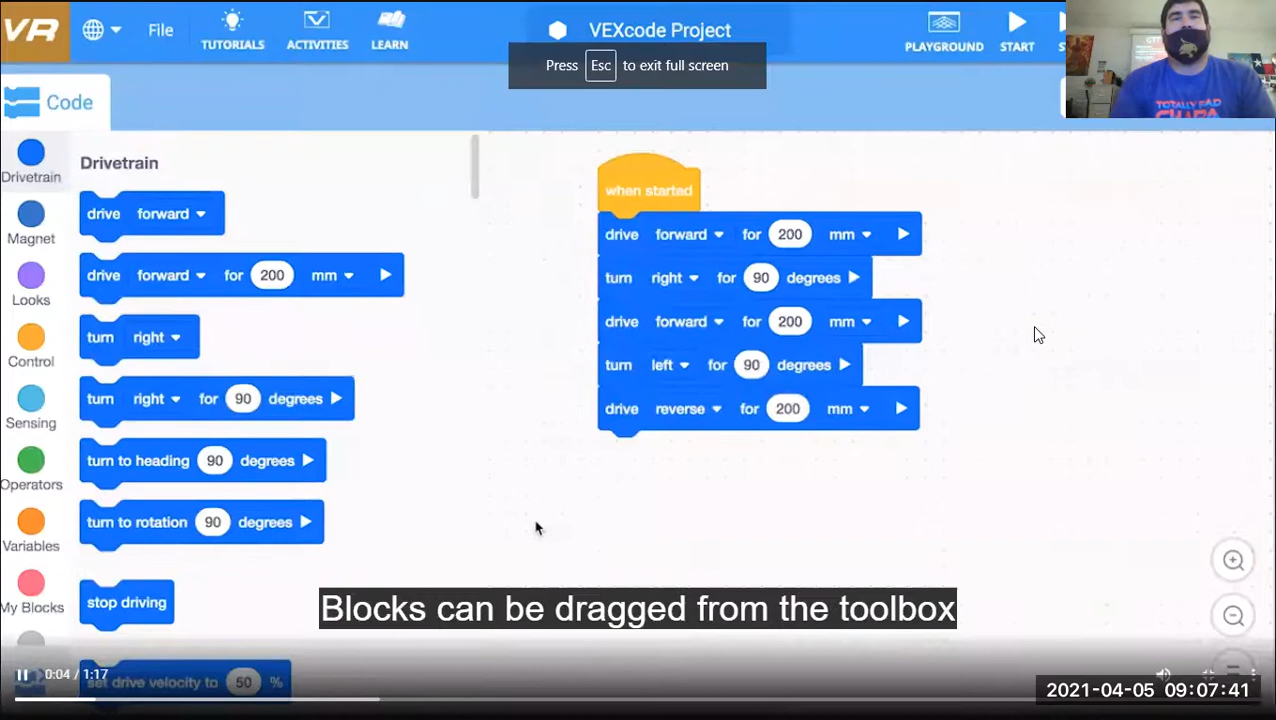 VR
File
TUTORIALS
ACTIVITIES
LEARN
VEXcode Project
PLAYGROUND
START
Press Esc to exit full screen
TOTALLY RAD
Code
Drivetrain
Magnet
Looks
Control
Sensing
Operators
Variables
My Blocks
Drivetrain
drive forward
drive forward for 200 mm
turn right
turn right for 90 degrees
turn to heading 90 degrees
turn to rotation 90 degrees
stop driving
set drive velocity to 50 %
when started
drive forward for 200 mm
turn right for 90 degrees
drive forward for 200 mm
turn left for 90 degrees
drive reverse for 200 mm
Blocks can be dragged from the toolbox
0:04 / 1:17
2021-04-05 09:07:41